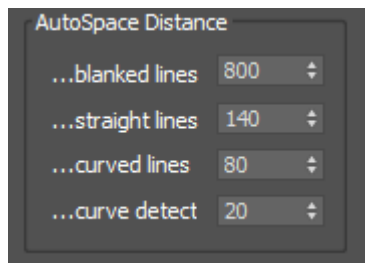 AutoSpace Distance
...blanked lines 800
...straight lines 140
...curved lines 80
...curve detect 20